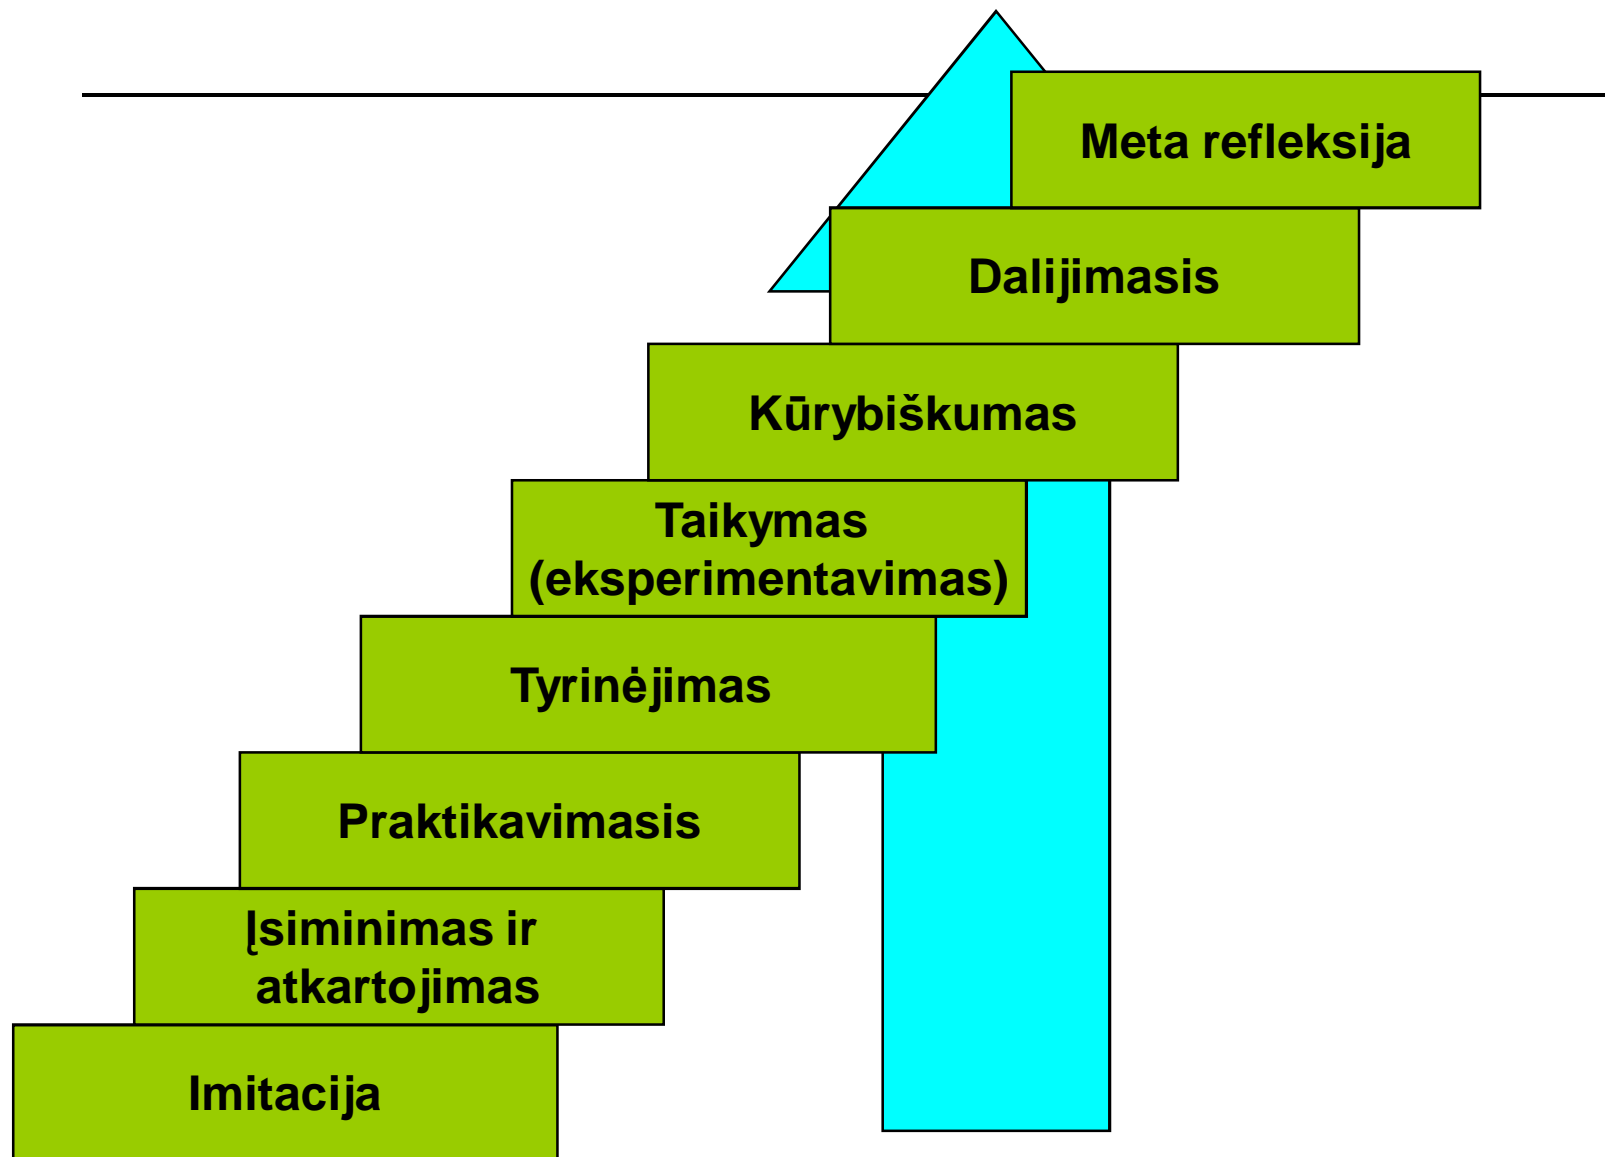 Meta refleksija
Dalijimasis
Kūrybiškumas
Taikymas
(eksperimentavimas)
Tyrinėjimas
Praktikavimasis
Įsiminimas ir
atkartojimas
Imitacija